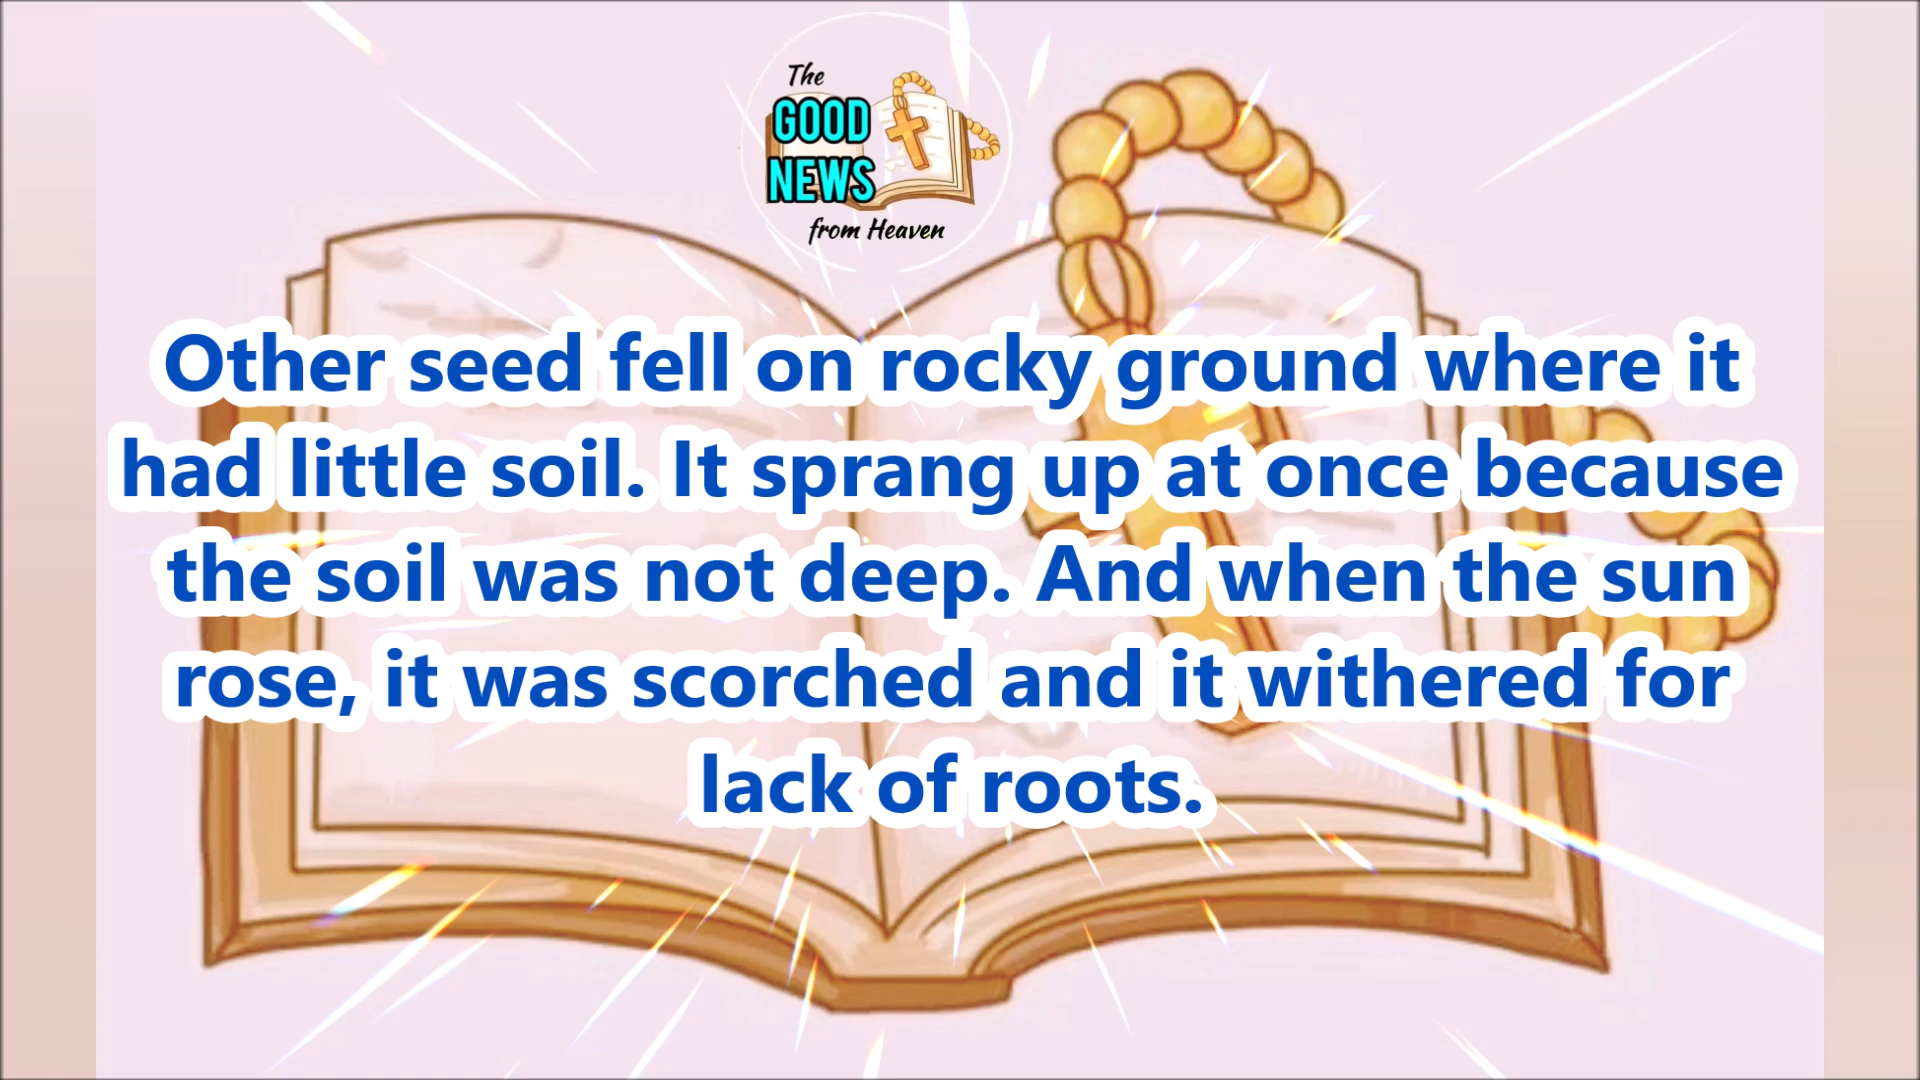 The
GOOD
NEWS
from Heaven
Other seed fell on rocky ground where it
had little soil. It sprang up at once because
the soil was not deep. And when the sun
rose, it was scorched and it withered for
lack of roots.